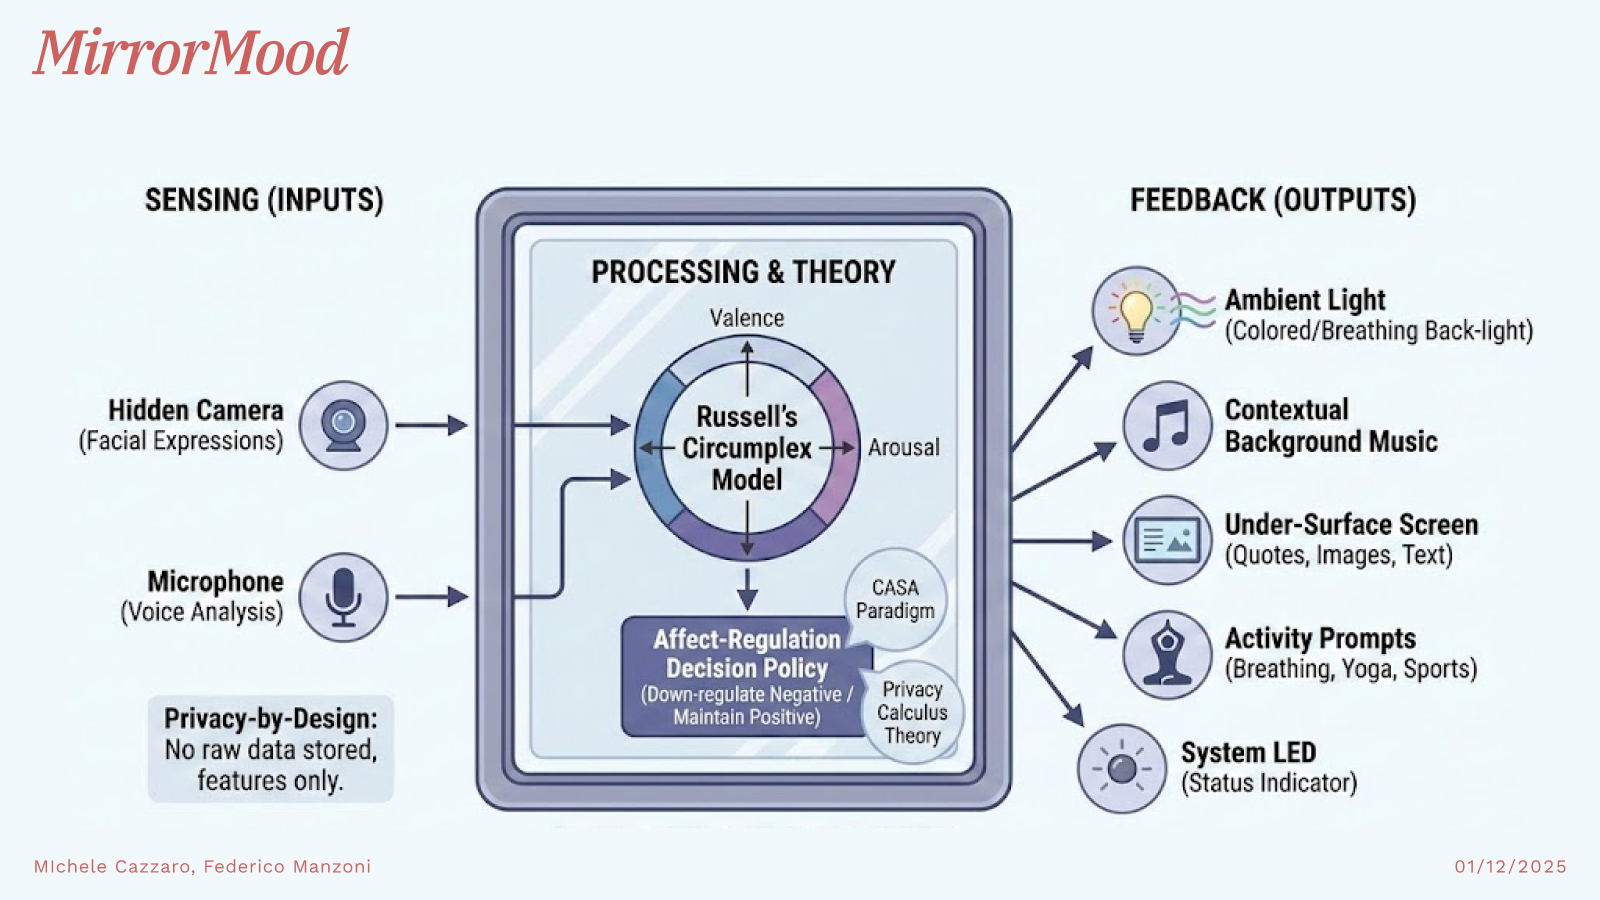 MirrorMood
SENSING (INPUTS)
Hidden Camera
(Facial Expressions)
Microphone
(Voice Analysis)
Privacy-by-Design:
No raw data stored,
features only.
PROCESSING & THEORY
Valence
Russell's
Circumplex
Model
Arousal
CASA
Paradigm
Affect-Regulation
Decision Policy
(Down-regulate Negative /
Maintain Positive)
Privacy
Calculus
Theory
FEEDBACK (OUTPUTS)
Ambient Light
(Colored/Breathing Back-light)
Contextual
Background Music
Under-Surface Screen
(Quotes, Images, Text)
Activity Prompts
(Breathing, Yoga, Sports)
System LED
(Status Indicator)
MIchele Cazzaro, Federico Manzoni
01/12/2025